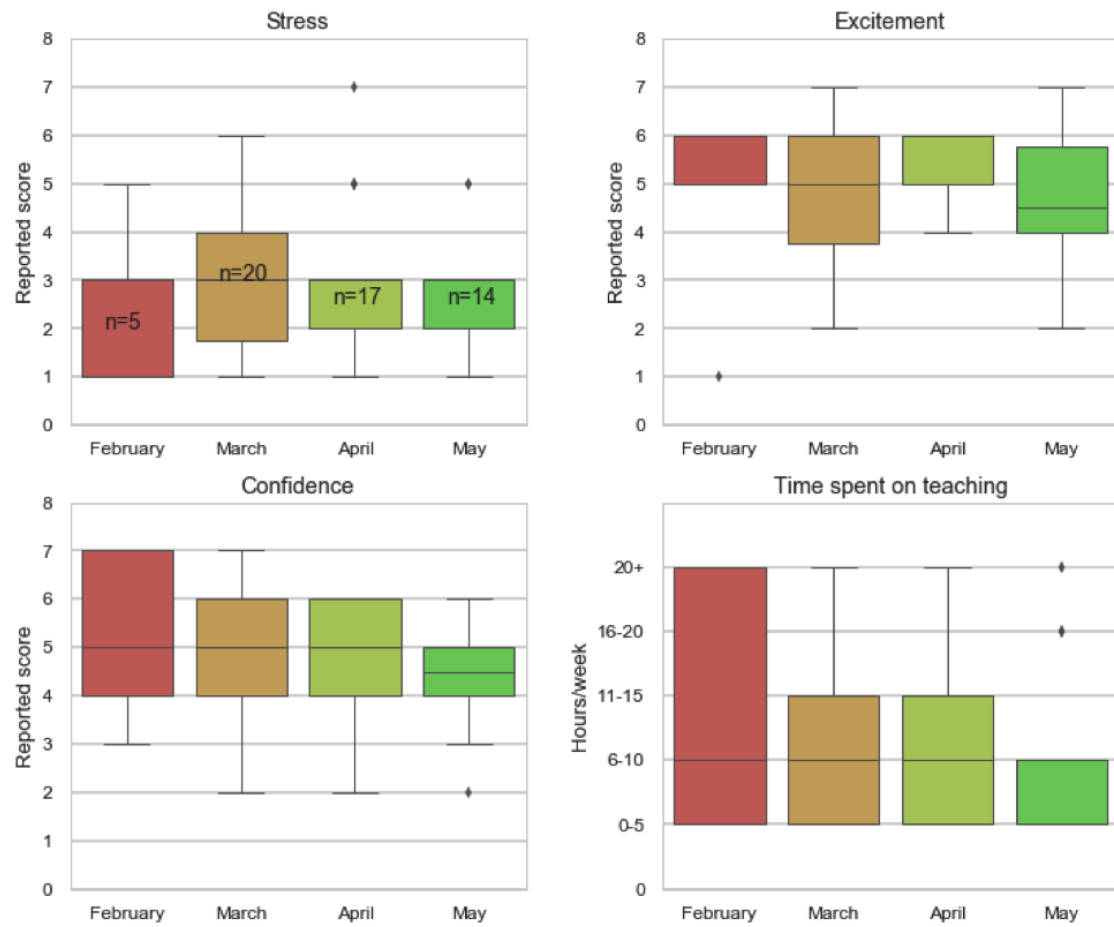 Stress
Reported score
8
7
6
5
4
3
2
1
0
n=5
n=20
n=17
n=14
February March April May
Excitement
Reported score
8
7
6
5
4
3
2
1
0
February March April May
Confidence
Reported score
8
7
6
5
4
3
2
1
0
February March April May
Time spent on teaching
Hours/week
20+
16-20
11-15
6-10
0-5
0
February March April May